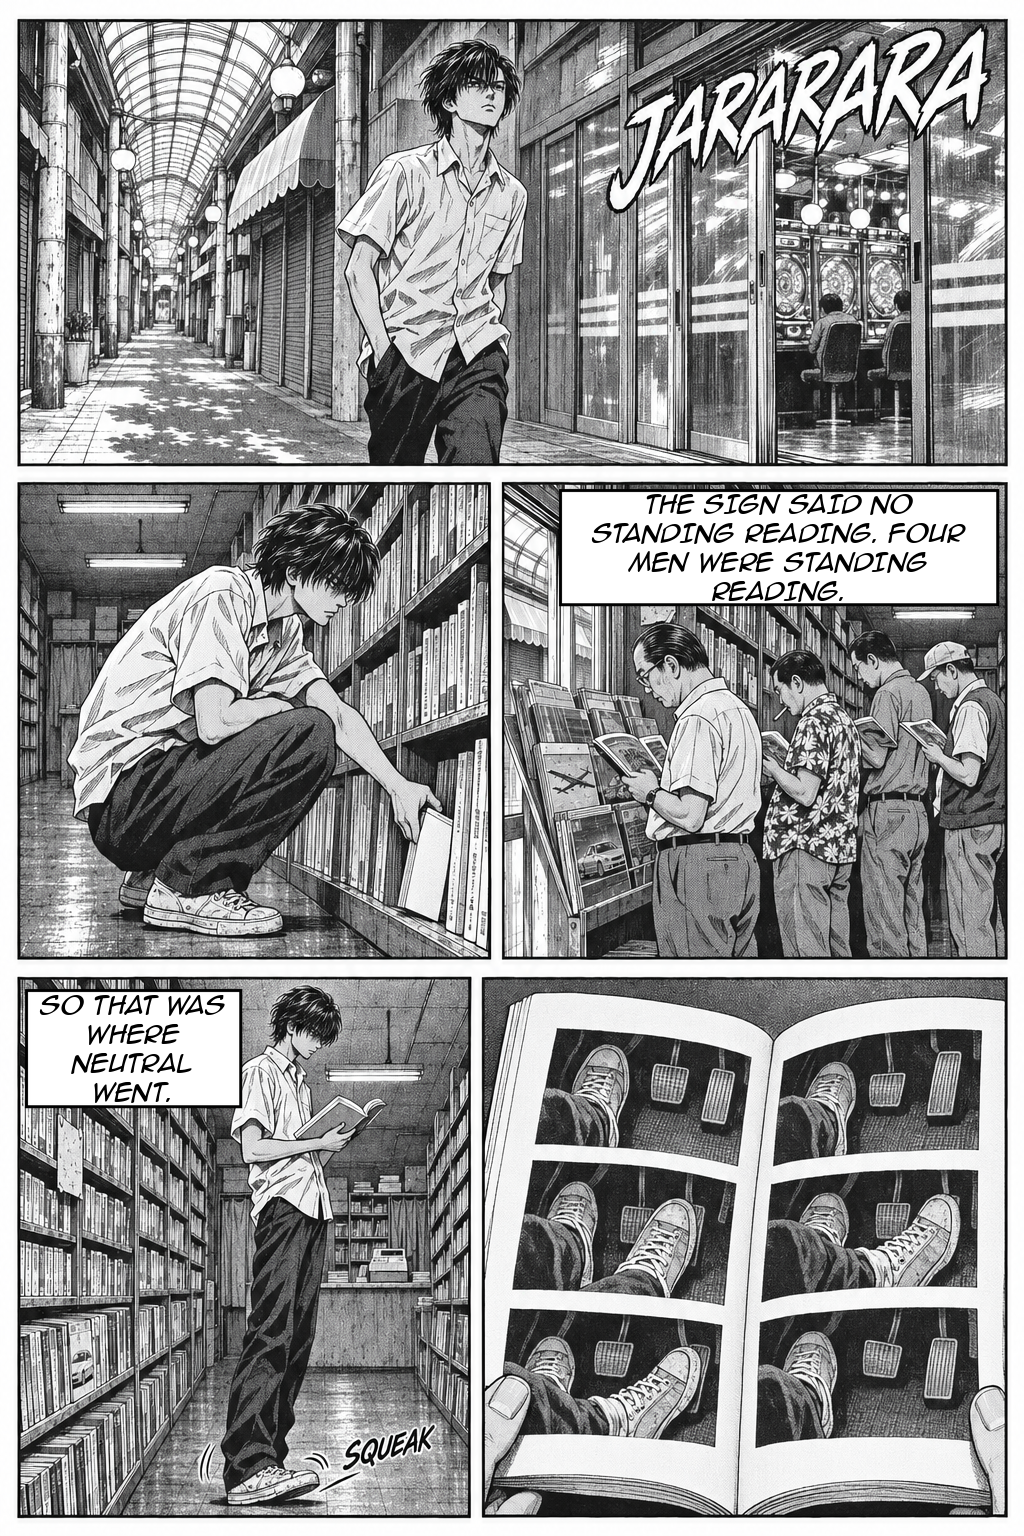 JARARARA
THE SIGN SAID NO
STANDING READING. FOUR
MEN WERE STANDING
READING.
SO THAT WAS
WHERE
NEUTRAL
WENT.
SQUEAK